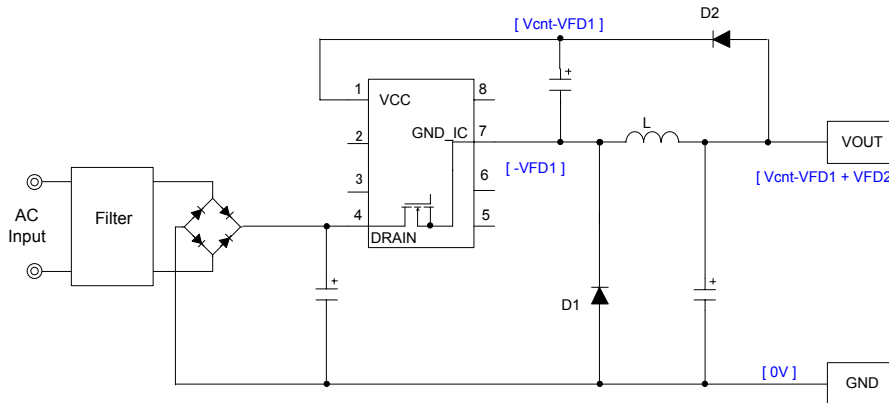 [ Vcnt-VFD1 ]
D2
1
VCC
8
GND_IC
7
L
VOUT
2
[ -VFD1 ]
[ Vcnt-VFD1 + VFD2
3
6
AC
Input
Filter
4
5
DRAIN
D1
[ 0V ]
GND